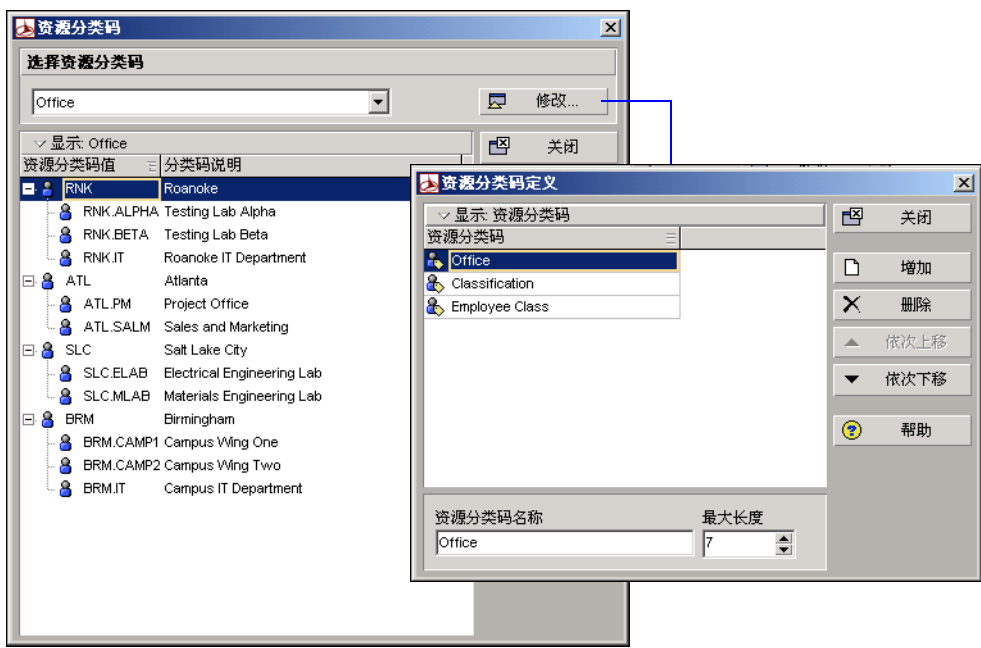 资源分类码
选择资源分类码
Office
修改...
显示: Office
关闭
资源分类码值 分类码说明
RNK Roanoke
RNK.ALPHA Testing Lab Alpha
RNK.BETA Testing Lab Beta
RNK.IT Roanoke IT Department
ATL Atlanta
ATL.PM Project Office
ATL.SALM Sales and Marketing
SLC Salt Lake City
SLC.ELAB Electrical Engineering Lab
SLC.MLAB Materials Engineering Lab
BRM Birmingham
BRM.CAMP1 Campus Wing One
BRM.CAMP2 Campus Wing Two
BRM.IT Campus IT Department
资源分类码定义
显示: 资源分类码
关闭
资源分类码
Office
Classification
Employee Class
增加
删除
依次上移
依次下移
帮助
资源分类码名称 最大长度
Office 7